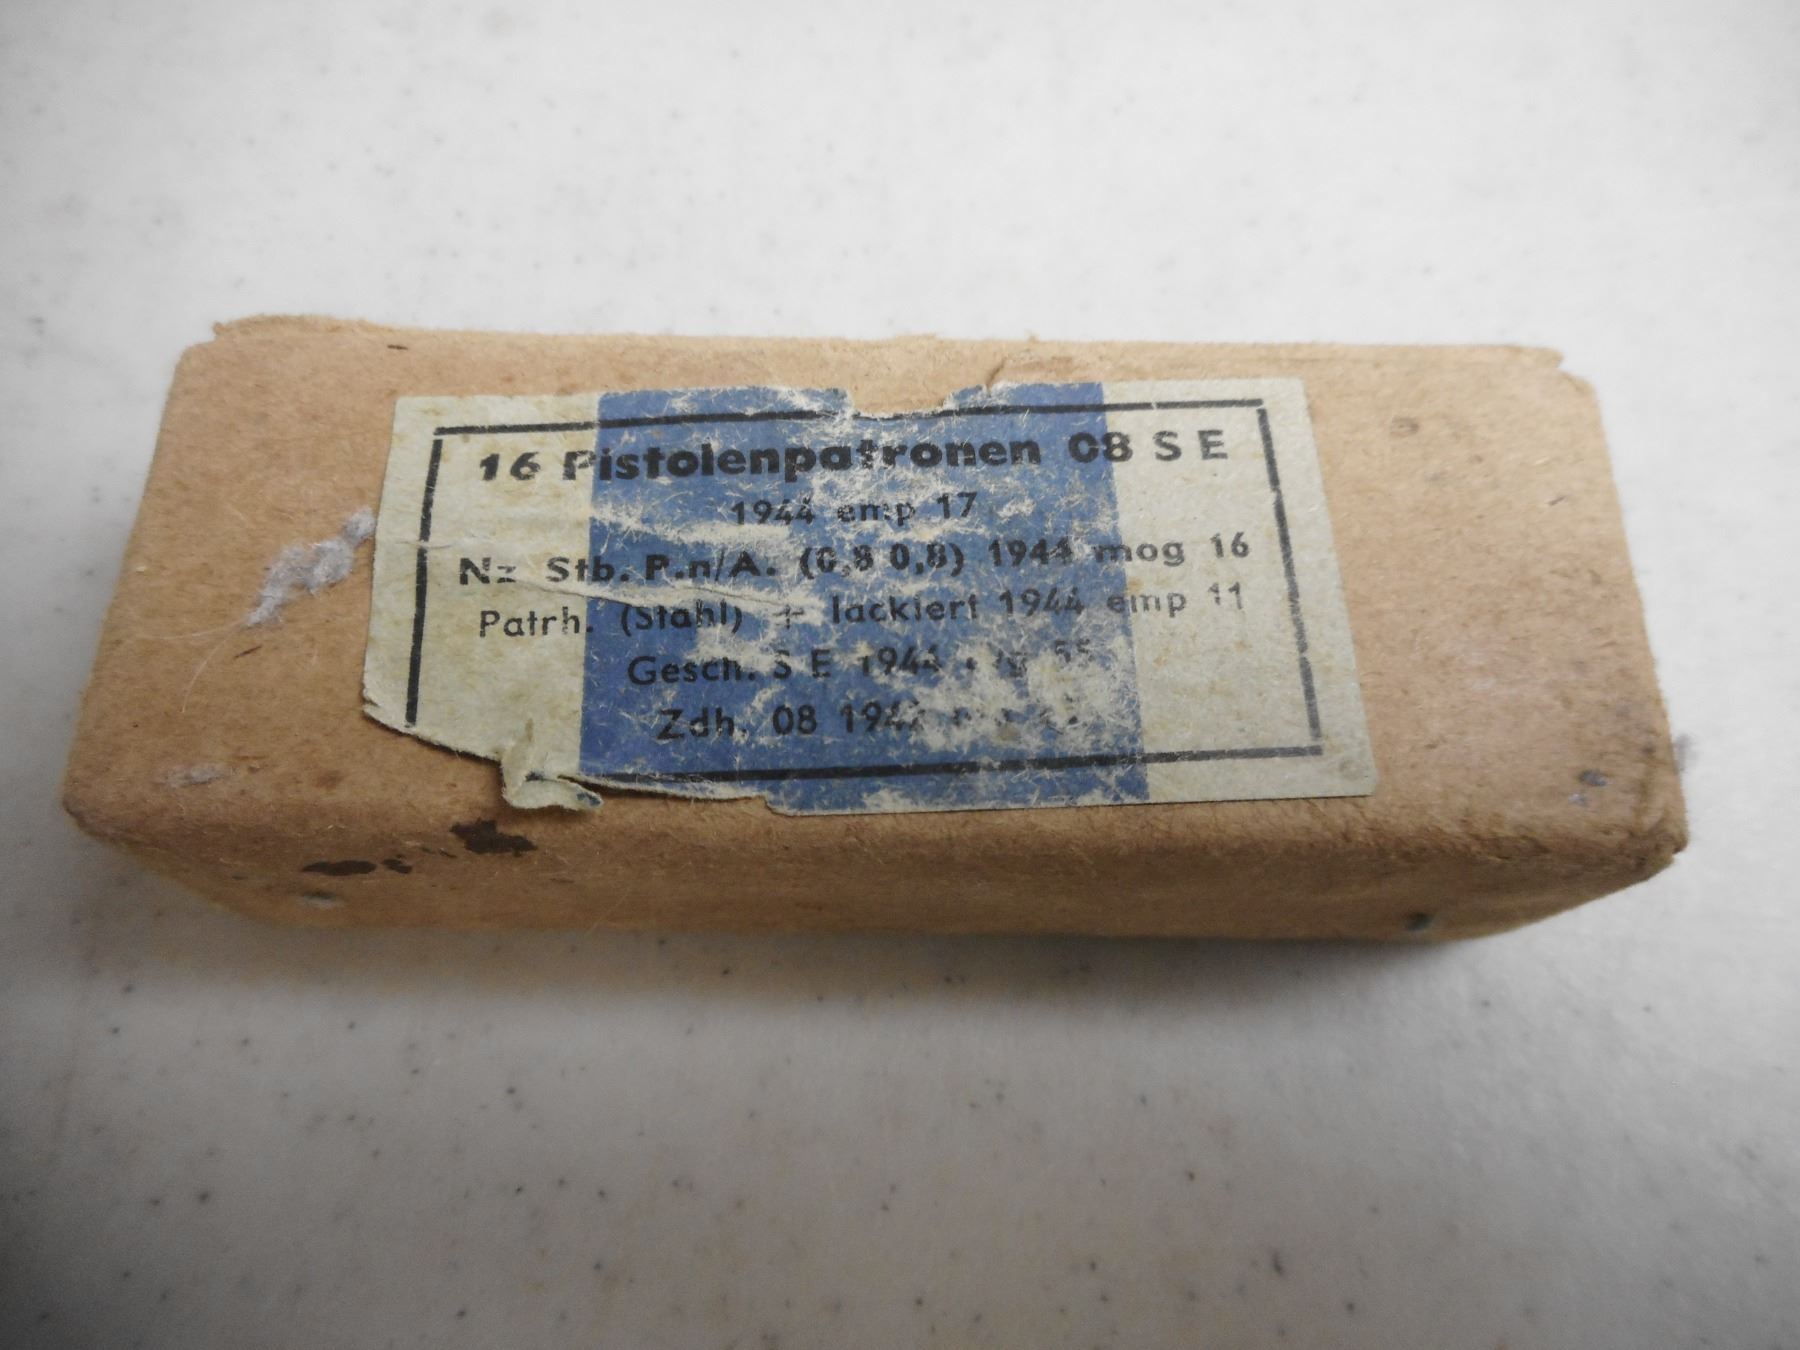 16 Pistolenpatronen 08 S E
1944 emp 17
Nz Stb. P.n/A. (0,8 0,8) 1944 mog 16
Patrh. (Stahl) + lackiert 1944 emp 11
Gesch. S E 1944 55
Zdh. 08